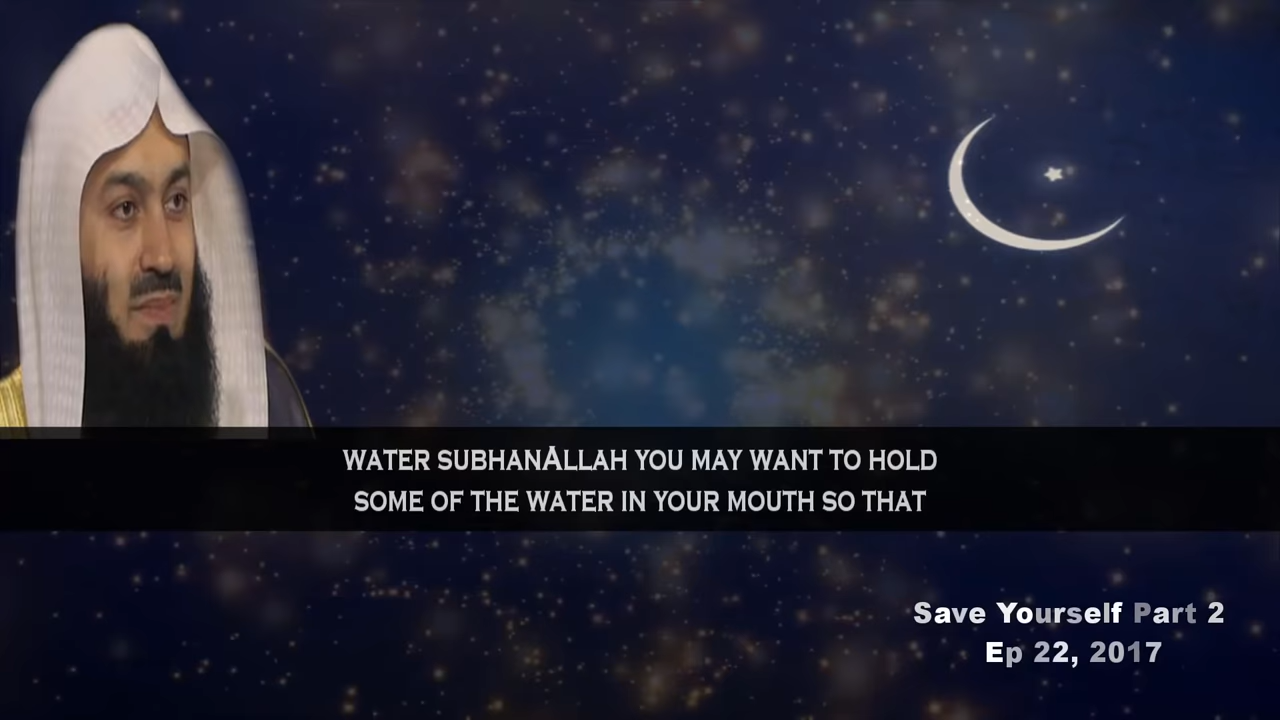 WATER SUBHANALLAH YOU MAY WANT TO HOLD
SOME OF THE WATER IN YOUR MOUTH SO THAT
Save Yourself Part 2
Ep 22, 2017